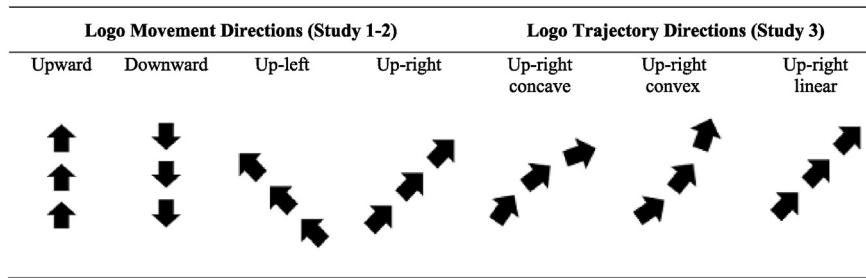 Logo Movement Directions (Study 1-2) Logo Trajectory Directions (Study 3)
Upward Downward Up-left Up-right Up-right concave Up-right convex Up-right linear